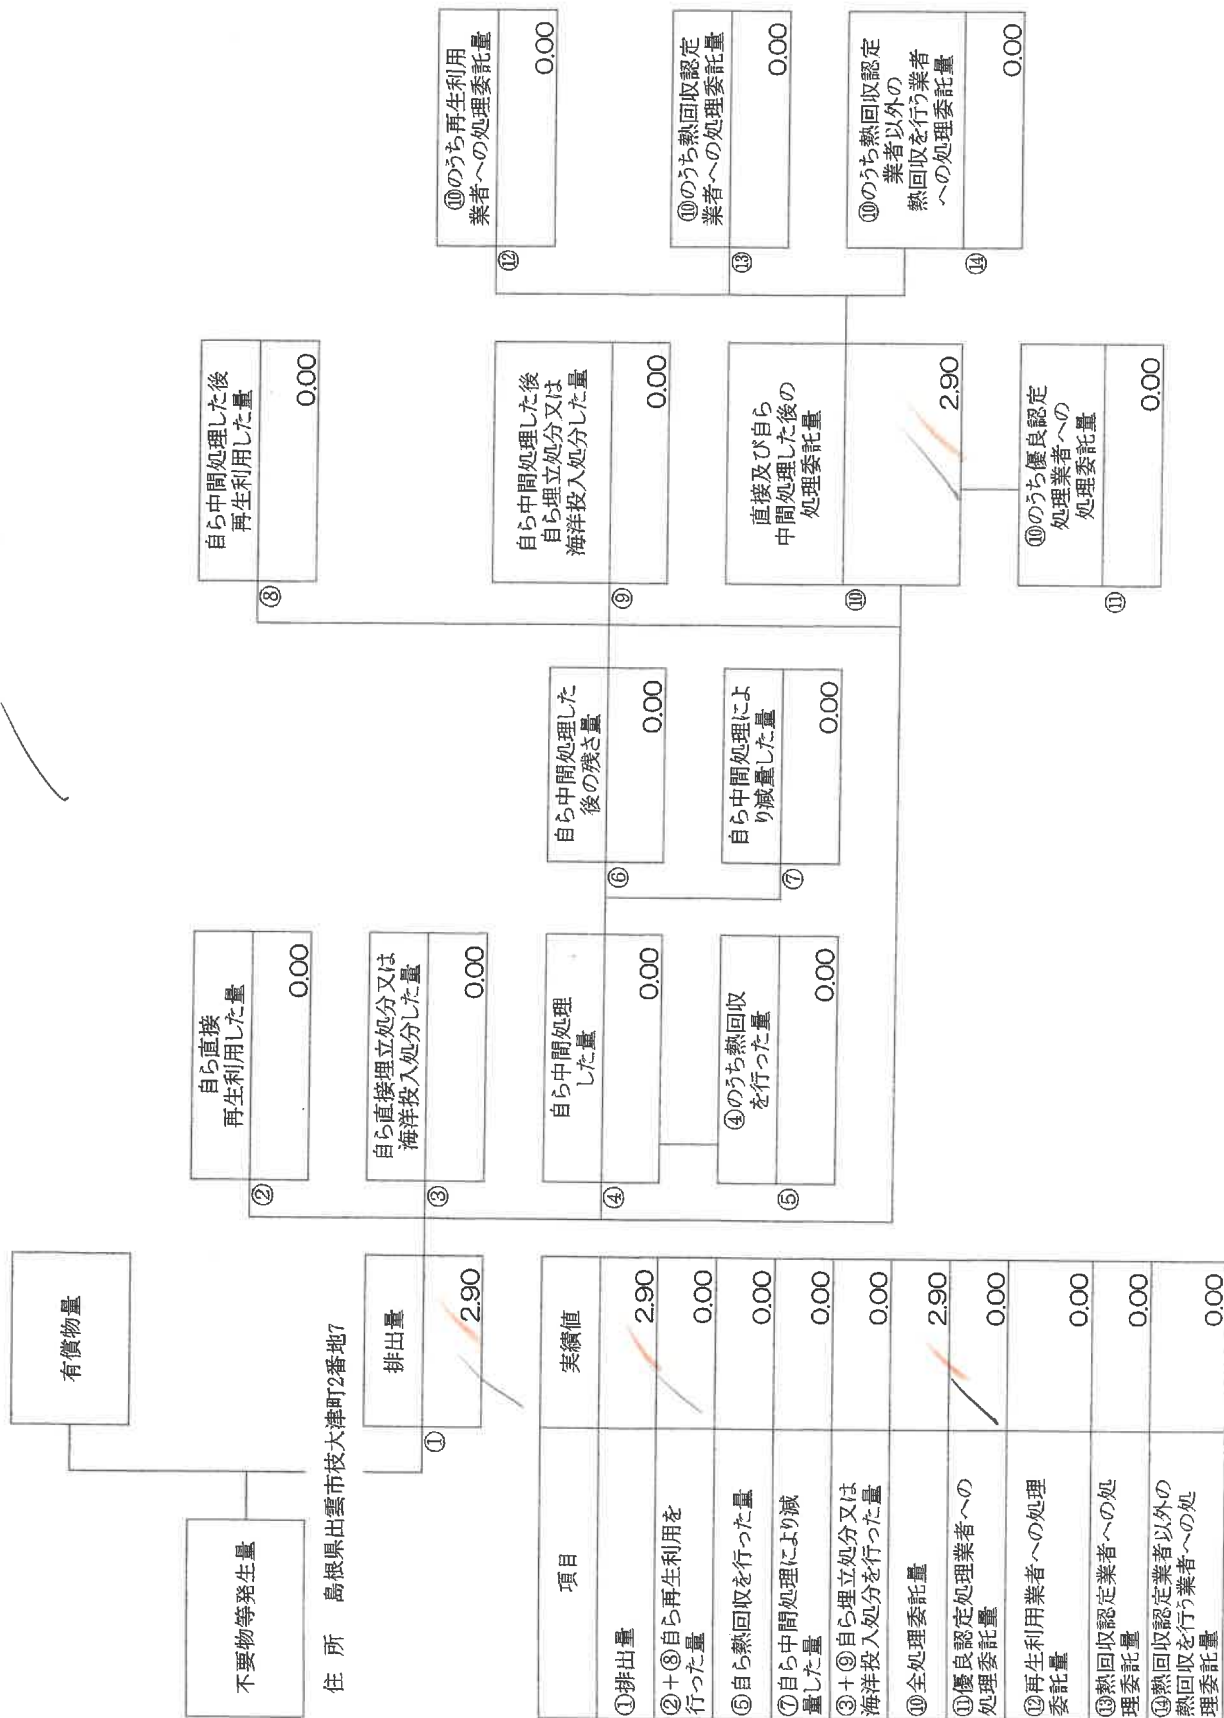 不要物等発生量
有償物量
住 所 島根県出雲市枝大津町2番地7
①
排出量
2.90
②
自ら直接
再生利用した量
0.00
③
自ら直接埋立処分又は
海洋投入処分した量
0.00
④
自ら中間処理
した量
0.00
⑤
④のうち熱回収
を行った量
0.00
⑥
自ら中間処理した
後の残さ量
0.00
⑦
自ら中間処理によ
り減量した量
0.00
⑧
自ら中間処理した後
再生利用した量
0.00
⑨
自ら中間処理した後
自ら埋立処分又は
海洋投入処分した量
0.00
⑩
直接及び自ら
中間処理した後の
処理委託量
2.90
⑪
⑩のうち優良認定
処理業者への
処理委託量
0.00
⑫
⑩のうち再生利用
業者への処理委託量
0.00
⑬
⑩のうち熱回収認定
業者への処理委託量
0.00
⑭
⑩のうち熱回収認定
業者以外の
熱回収を行う業者
への処理委託量
0.00
項目 実績値
①排出量 2.90
②+⑧自ら再生利用を
行った量 0.00
⑤自ら熱回収を行った量 0.00
⑦自ら中間処理により減
量した量 0.00
③+⑨自ら埋立処分又は
海洋投入処分を行った量 0.00
⑩全処理委託量 2.90
⑪優良認定処理業者への
処理委託量 0.00
⑫再生利用業者への処理
委託量 0.00
⑬熱回収認定業者への処
理委託量 0.00
⑭熱回収認定業者以外の
熱回収を行う業者への処
理委託量 0.00